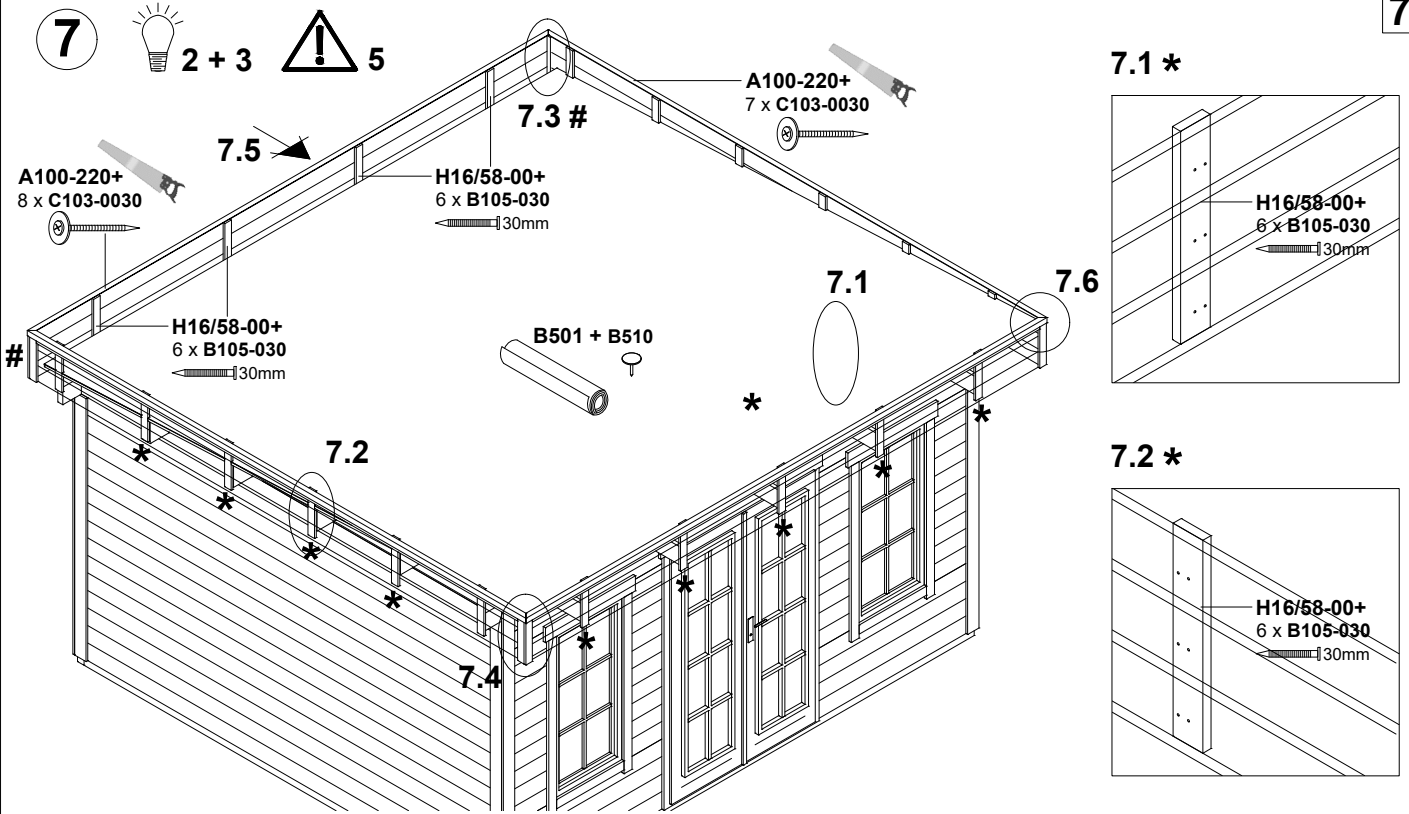 7
2 + 3
5
7
7.1 *
A100-220+
7 x C103-0030
7.3 #
7.5
A100-220+
8 x C103-0030
H16/58-00+
6 x B105-030
30mm
H16/58-00+
6 x B105-030
30mm
7.1
7.6
H16/58-00+
6 x B105-030
30mm
B501 + B510
#
*
*
*
*
*
*
*
*
*
*
7.2
7.4
7.2 *
H16/58-00+
6 x B105-030
30mm